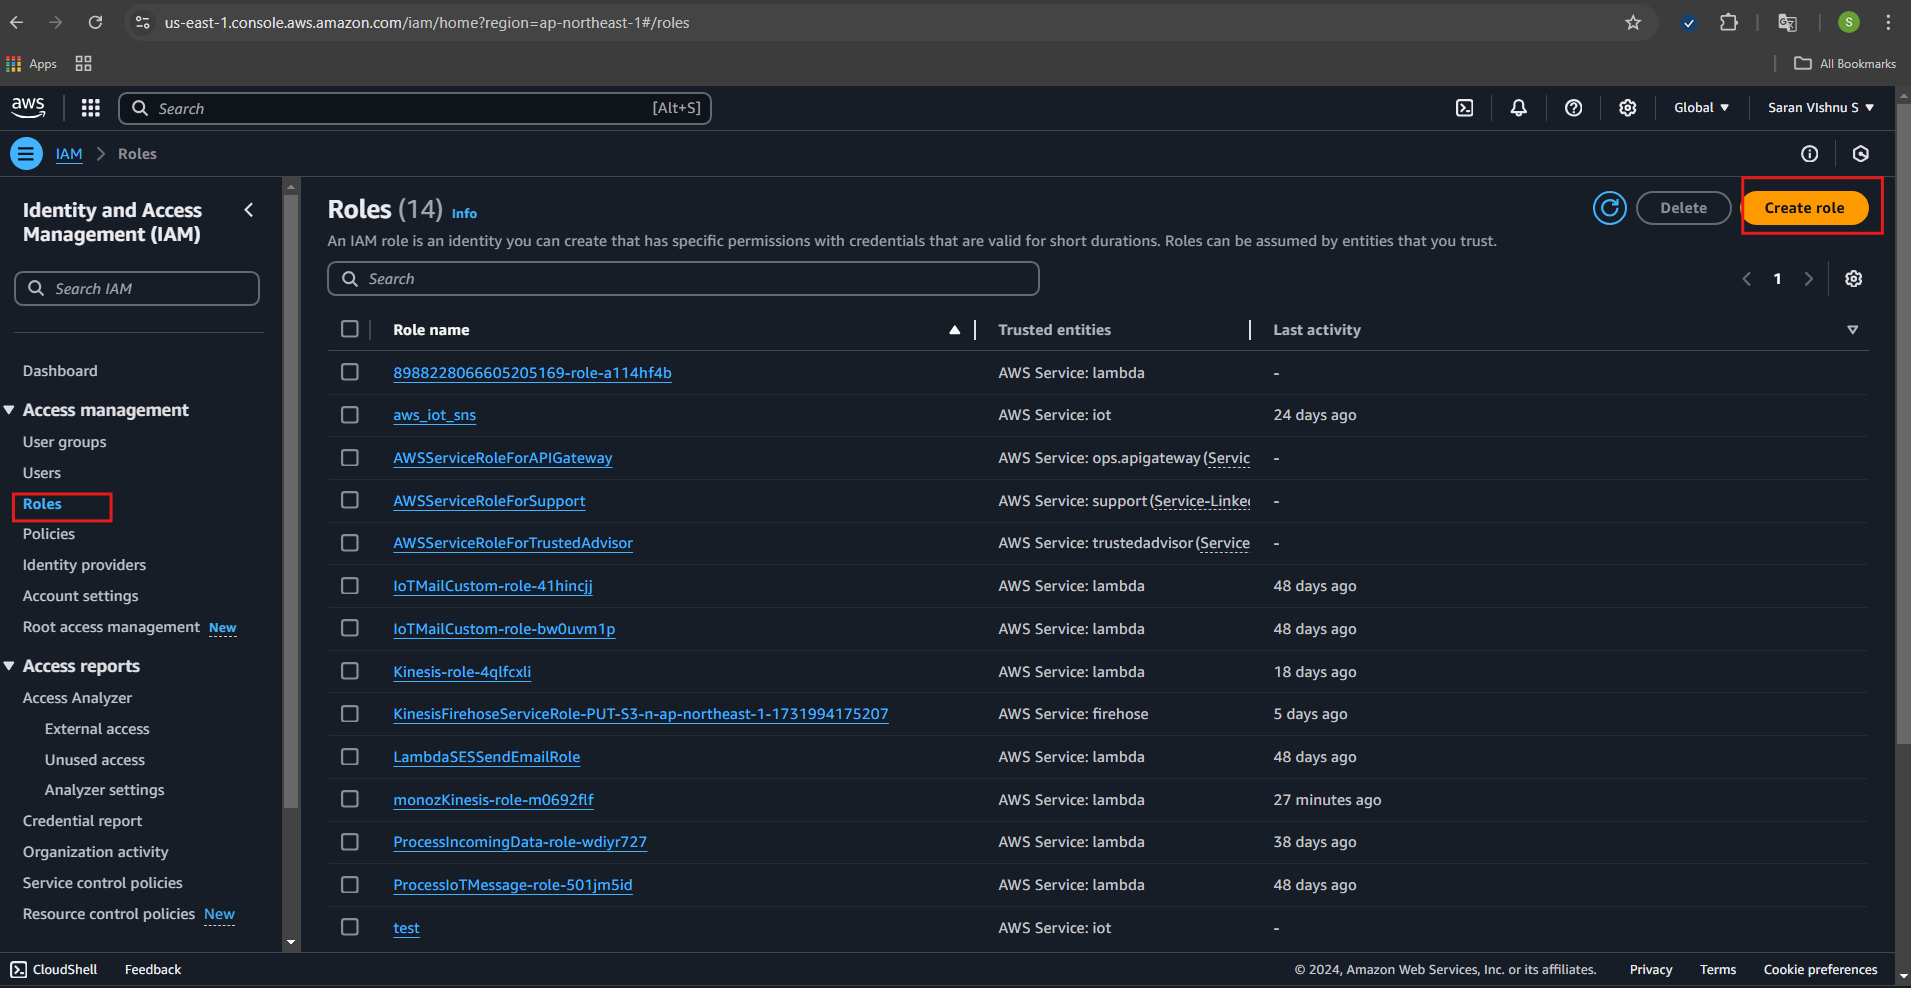 us-east-1.console.aws.amazon.com/iam/home?region=ap-northeast-1#/roles
S
Apps
All Bookmarks
aws
Search
[Alt+S]
Global
Saran VIshnu S
IAM
Roles
Identity and Access
Management (IAM)
Search IAM
Dashboard
Access management
User groups
Users
Roles
Policies
Identity providers
Account settings
Root access management New
Access reports
Access Analyzer
External access
Unused access
Analyzer settings
Credential report
Organization activity
Service control policies
Resource control policies New
Roles (14) Info
Delete
Create role
An IAM role is an identity you can create that has specific permissions with credentials that are valid for short durations. Roles can be assumed by entities that you trust.
Search
1
Role name Trusted entities Last activity
8988228066605205169-role-a114hf4b AWS Service: lambda -
aws_iot_sns AWS Service: iot 24 days ago
AWSServiceRoleForAPIGateway AWS Service: ops.apigateway (Servic -
AWSServiceRoleForSupport AWS Service: support (Service-Linked -
AWSServiceRoleForTrustedAdvisor AWS Service: trustedadvisor (Service -
IoTMailCustom-role-41hincjj AWS Service: lambda 48 days ago
IoTMailCustom-role-bw0uvm1p AWS Service: lambda 48 days ago
Kinesis-role-4qlfcxli AWS Service: lambda 18 days ago
KinesisFirehoseServiceRole-PUT-S3-n-ap-northeast-1-1731994175207 AWS Service: firehose 5 days ago
LambdaSESSendEmailRole AWS Service: lambda 48 days ago
monozKinesis-role-m0692flf AWS Service: lambda 27 minutes ago
ProcessIncomingData-role-wdiyr727 AWS Service: lambda 38 days ago
ProcessIoTMessage-role-501jm5id AWS Service: lambda 48 days ago
test AWS Service: iot -
CloudShell Feedback
© 2024, Amazon Web Services, Inc. or its affiliates. Privacy Terms Cookie preferences